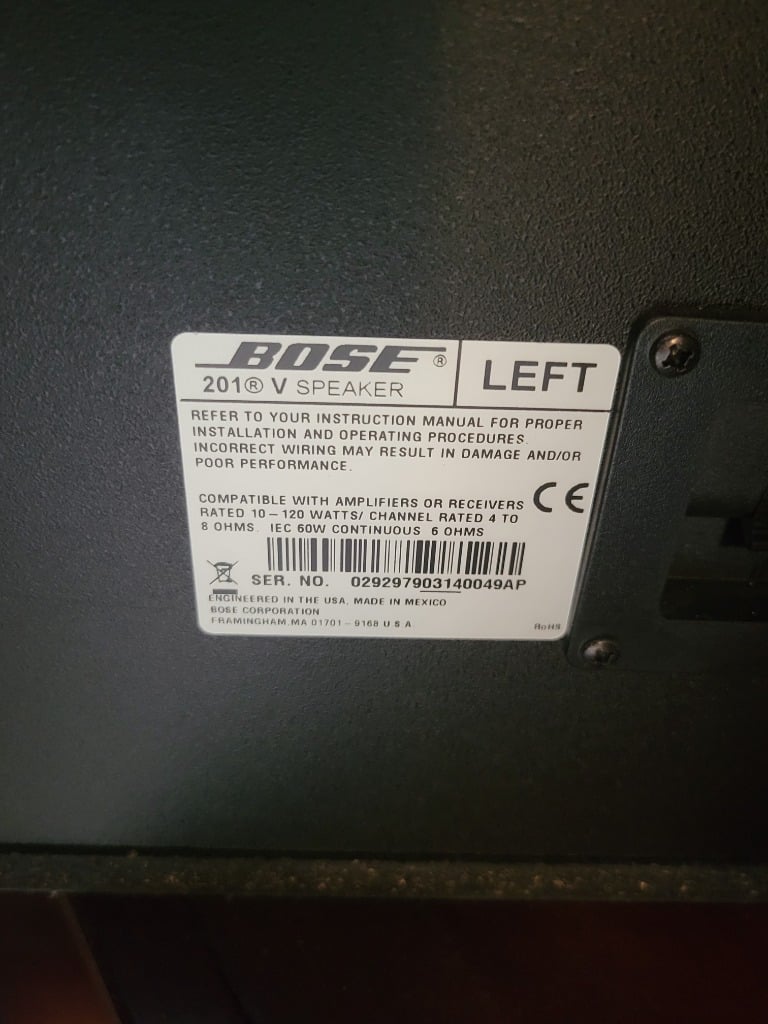 BOSE®
201® V SPEAKER
LEFT
REFER TO YOUR INSTRUCTION MANUAL FOR PROPER
INSTALLATION AND OPERATING PROCEDURES.
INCORRECT WIRING MAY RESULT IN DAMAGE AND/OR
POOR PERFORMANCE.
COMPATIBLE WITH AMPLIFIERS OR RECEIVERS
RATED 10 – 120 WATTS/ CHANNEL RATED 4 TO
8 OHMS. IEC 60W CONTINUOUS 6 OHMS
CE
SER. NO. 029297903140049AP
ENGINEERED IN THE USA, MADE IN MEXICO
BOSE CORPORATION
FRAMINGHAM,MA 01701 – 9168 U S A
RoHS